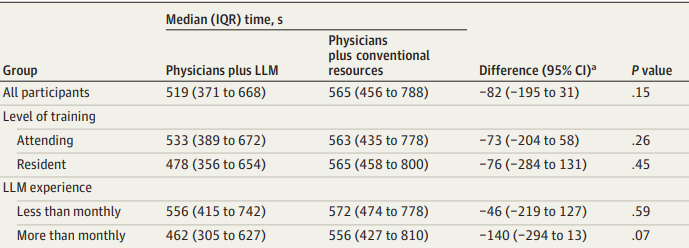 Median (IQR) time, s
Group Physicians plus LLM Physicians plus conventional resources Difference (95% CI)a P value
All participants 519 (371 to 668) 565 (456 to 788) −82 (−195 to 31) .15
Level of training
Attending 533 (389 to 672) 563 (435 to 778) −73 (−204 to 58) .26
Resident 478 (356 to 654) 565 (458 to 800) −76 (−284 to 131) .45
LLM experience
Less than monthly 556 (415 to 742) 572 (474 to 778) −46 (−219 to 127) .59
More than monthly 462 (305 to 627) 556 (427 to 810) −140 (−294 to 13) .07